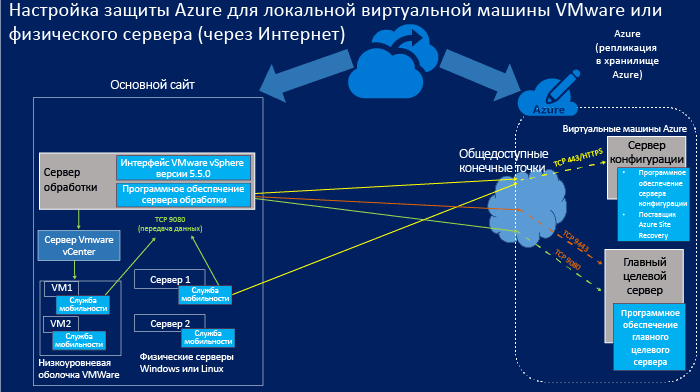 Настройка защиты Azure для локальной виртуальной машины VMware или
физического сервера (через Интернет)
Azure
(репликация
в хранилище
Azure)
Azure
Основной сайт
Сервер
обработки
Интерфейс VMware vSphere
версии 5.5.0
Программное обеспечение
сервера обработки
TCP 9080
(передача данных)
Сервер Vmware
vCenter
VM1
Служба
мобильности
VM2
Служба
мобильности
Низкоуровневая
оболочка VMWare
Сервер 1
Служба
мобильности
Сервер 2
Служба
мобильности
Физические серверы
Windows или Linux
Общедоступные
конечные точки
TCP 443/HTTPS
TCP 9443
TCP 9080
Виртуальные машины Azure
Сервер
конфигурации
• Программное
обеспечение
сервера
конфигурации
• Поставщик
Azure Site
Recovery
Главный
целевой
сервер
Программное
обеспечение
главного
целевого
сервера